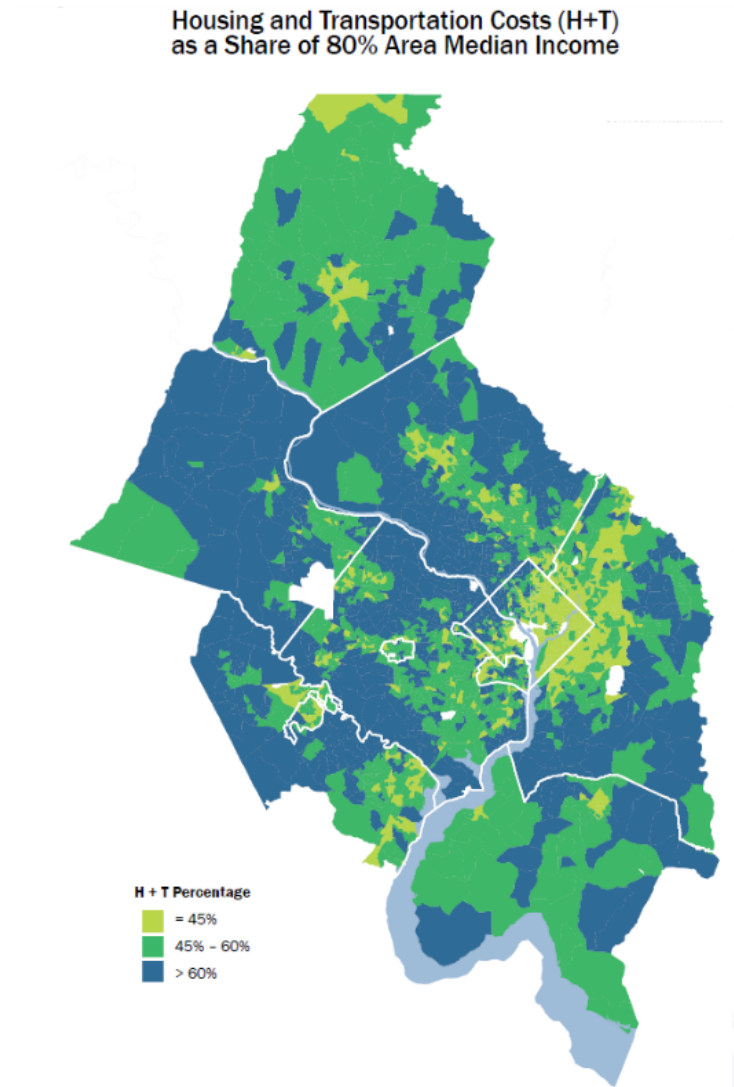 Housing and Transportation Costs (H+T)
as a Share of 80% Area Median Income
H + T Percentage
= 45%
45% – 60%
> 60%